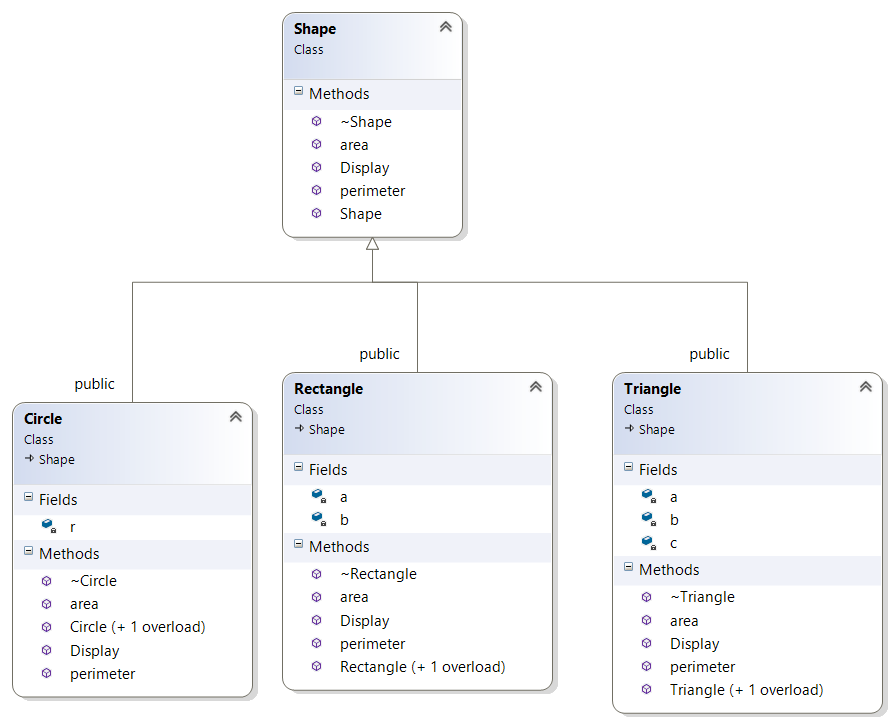 Shape
Class
Methods
~Shape
area
Display
perimeter
Shape
public
public
public
Circle
Class
Shape
Fields
r
Methods
~Circle
area
Circle (+ 1 overload)
Display
perimeter
Rectangle
Class
Shape
Fields
a
b
Methods
~Rectangle
area
Display
perimeter
Rectangle (+ 1 overload)
Triangle
Class
Shape
Fields
a
b
c
Methods
~Triangle
area
Display
perimeter
Triangle (+ 1 overload)